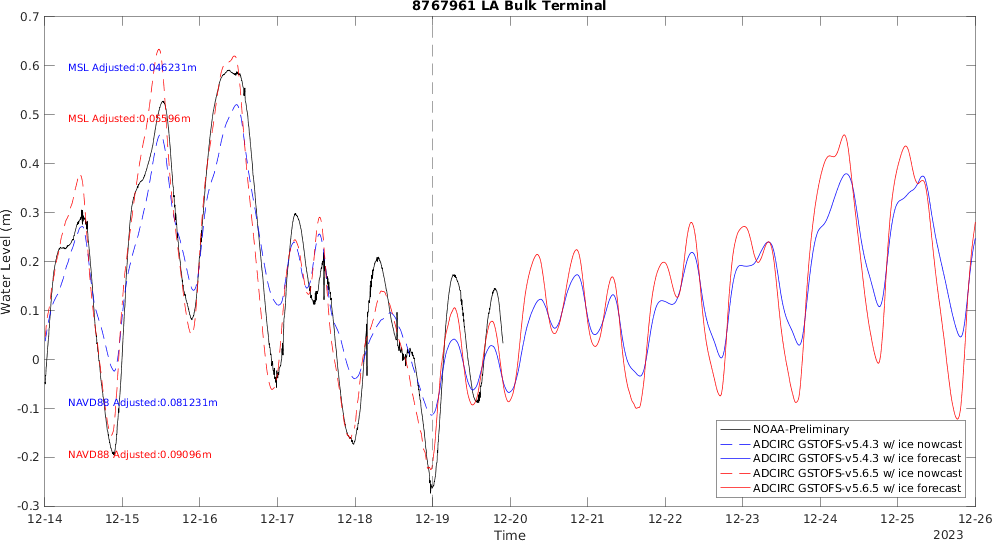 8767961 LA Bulk Terminal
0.7
0.6
0.5
0.4
0.3
0.2
0.1
0
-0.1
-0.2
-0.3
Water Level (m)
MSL Adjusted:0.046231m
MSL Adjusted:0.05596m
NAVD88 Adjusted:0.081231m
NAVD88 Adjusted:0.09096m
NOAA-Preliminary
ADCIRC GSTOFS-v5.4.3 w/ ice nowcast
ADCIRC GSTOFS-v5.4.3 w/ ice forecast
ADCIRC GSTOFS-v5.6.5 w/ ice nowcast
ADCIRC GSTOFS-v5.6.5 w/ ice forecast
12-14 12-15 12-16 12-17 12-18 12-19 12-20 12-21 12-22 12-23 12-24 12-25 12-26
Time
2023